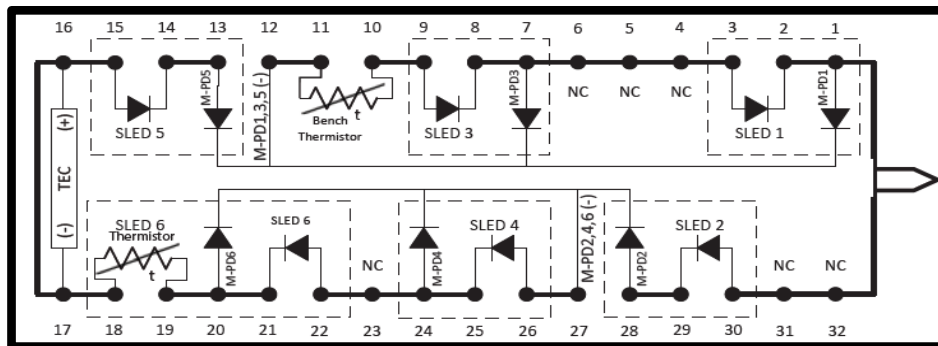 16 15 14 13 12 11 10 9 8 7 6 5 4 3 2 1
M-PD5
M-PD1,3,5 (-)
M-PD3
M-PD1
NC NC NC
t
Bench
Thermistor
SLED 5
SLED 3
SLED 1
(+)
TEC
(-)
SLED 6
Thermistor
t
M-PD6
SLED 6
NC
M-PD4
SLED 4
M-PD2,4,6 (-)
M-PD2
SLED 2
NC NC
17 18 19 20 21 22 23 24 25 26 27 28 29 30 31 32